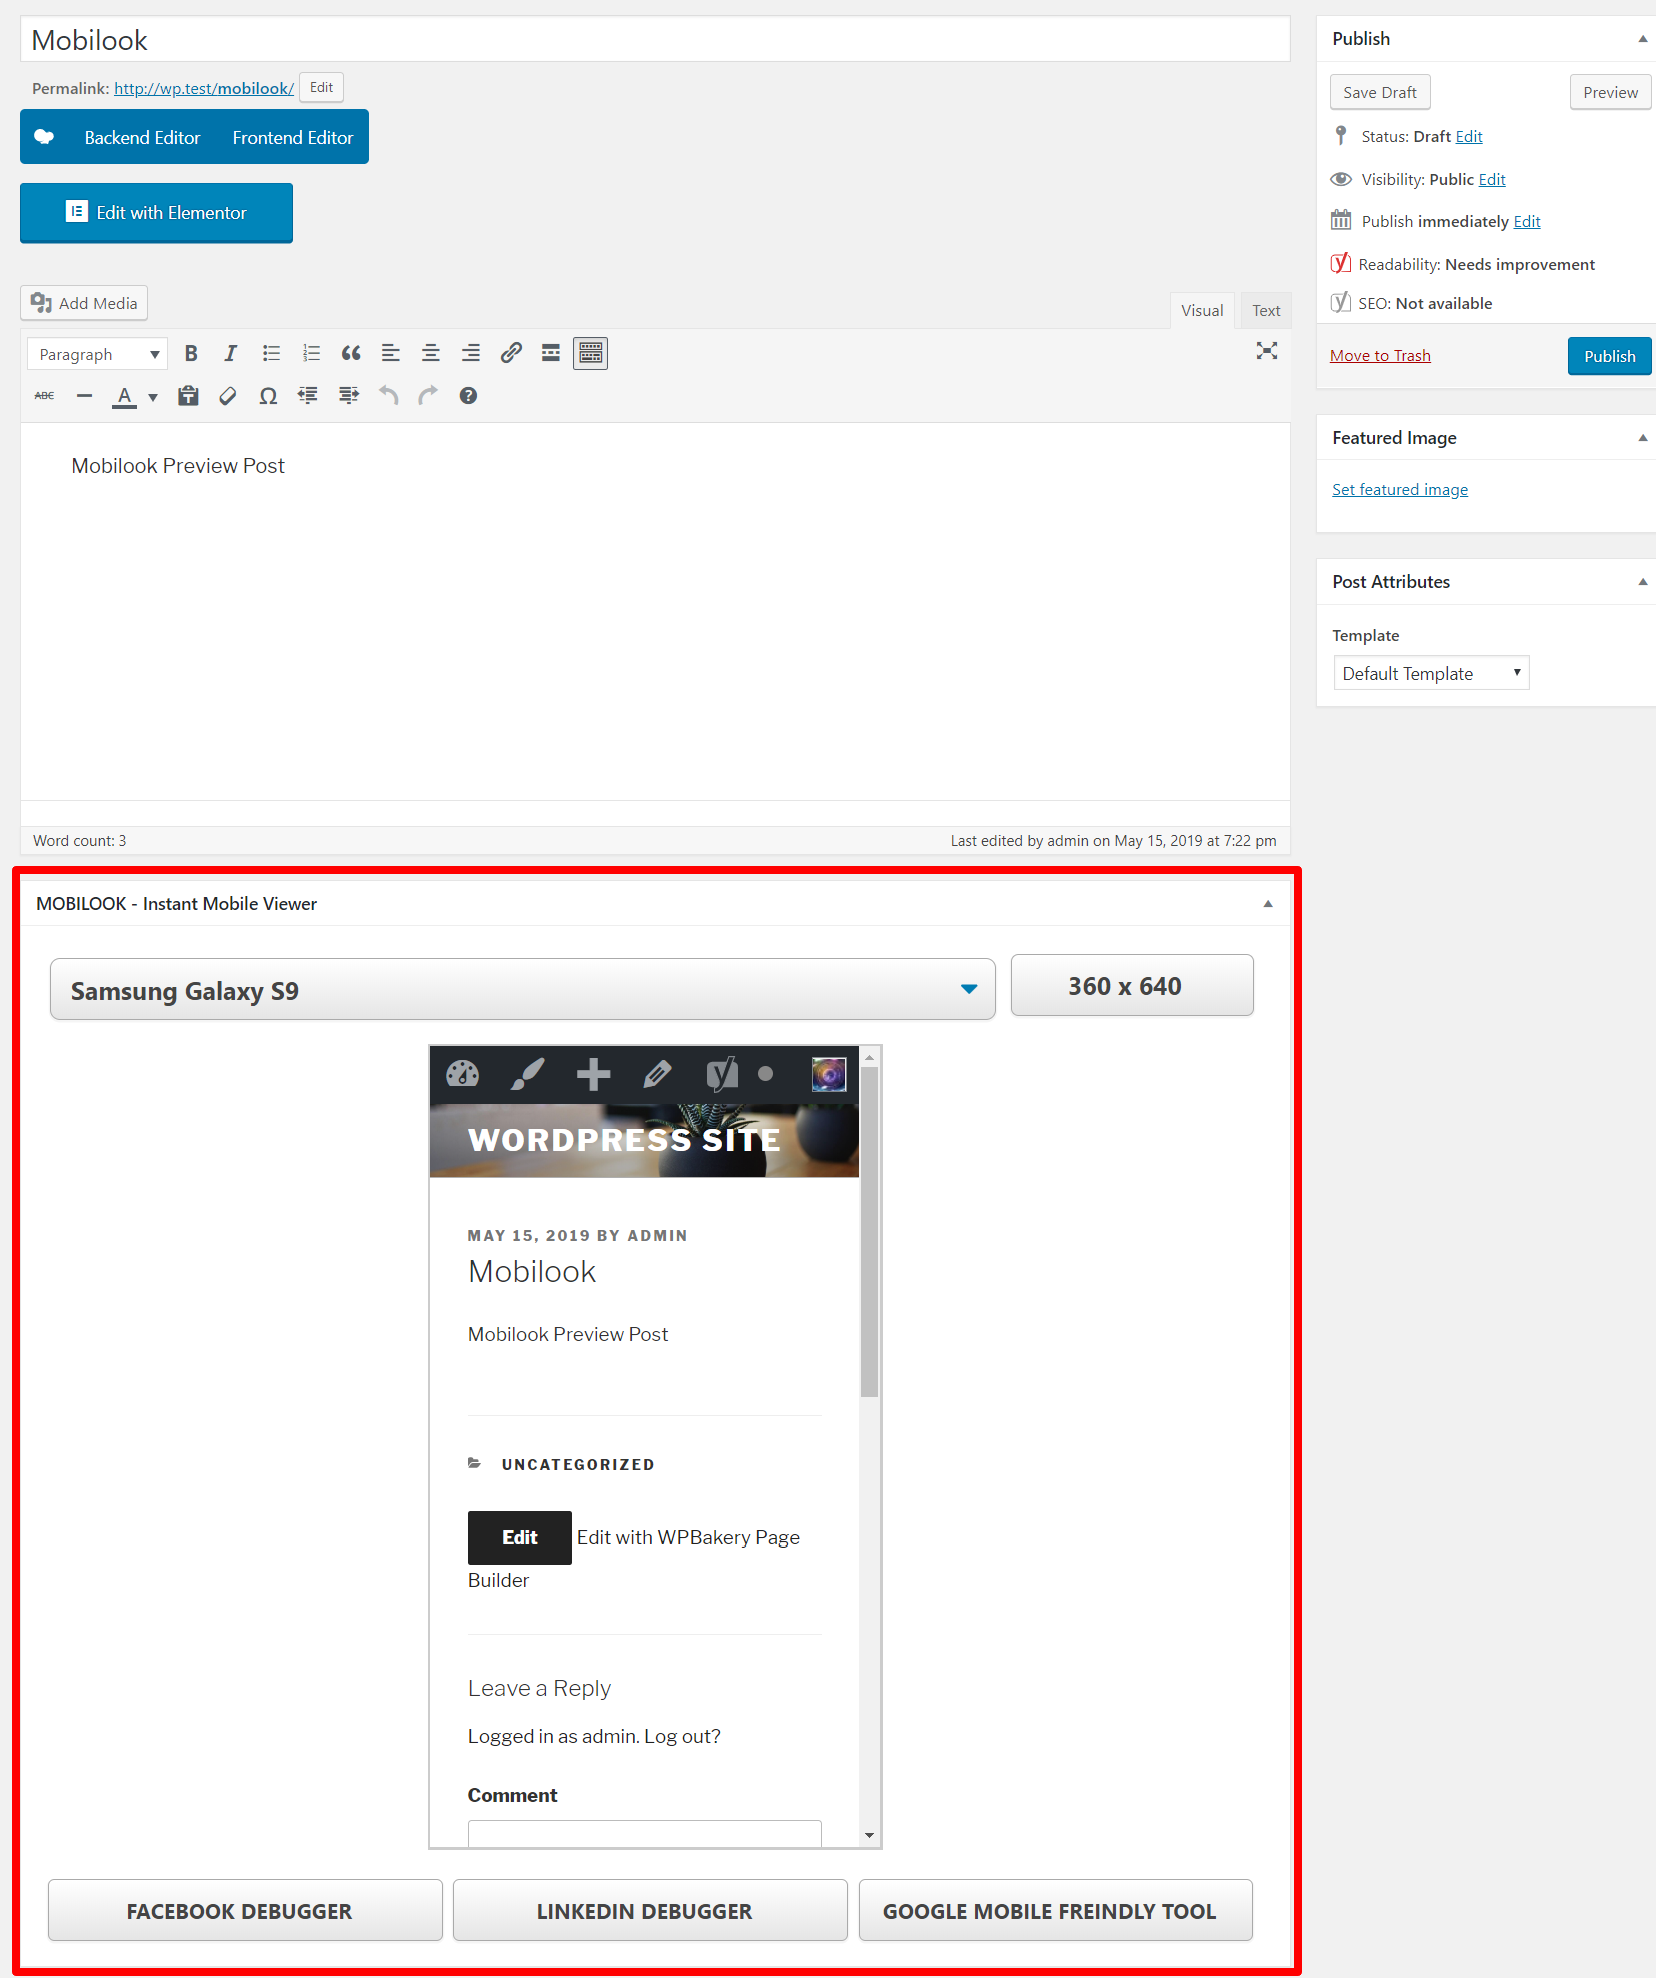 Mobilook
Permalink: http://wp.test/mobilook/ Edit
Backend Editor Frontend Editor
Edit with Elementor
Add Media
Visual Text
Paragraph
B I
ABC A Ω ?
Mobilook Preview Post
Word count: 3
Last edited by admin on May 15, 2019 at 7:22 pm
MOBILOOK - Instant Mobile Viewer
Samsung Galaxy S9
360 x 640
WORDPRESS SITE
MAY 15, 2019 BY ADMIN
Mobilook
Mobilook Preview Post
UNCATEGORIZED
Edit Edit with WPBakery Page
Builder
Leave a Reply
Logged in as admin. Log out?
Comment
FACEBOOK DEBUGGER
LINKEDIN DEBUGGER
GOOGLE MOBILE FREINDLY TOOL
Publish
Save Draft
Preview
Status: Draft Edit
Visibility: Public Edit
Publish immediately Edit
Readability: Needs improvement
SEO: Not available
Move to Trash
Publish
Featured Image
Set featured image
Post Attributes
Template
Default Template